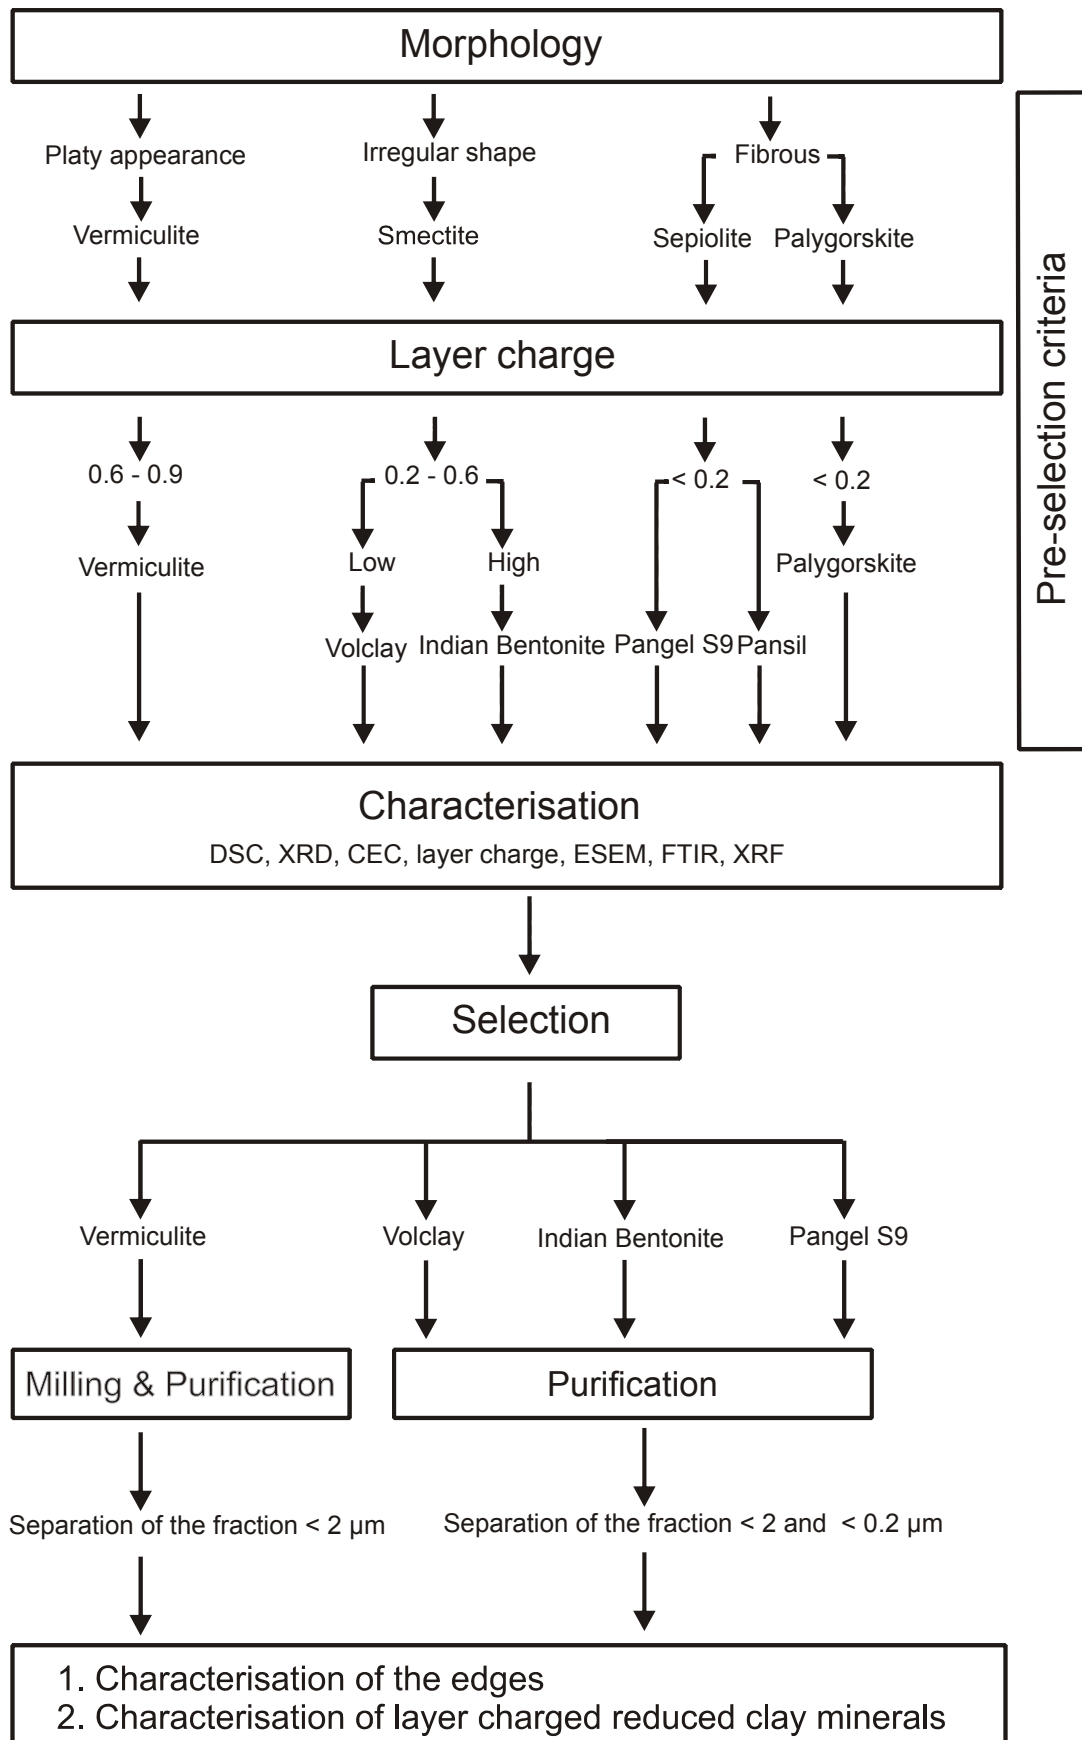 Morphology
Platy appearance
Irregular shape
Fibrous
Vermiculite
Smectite
Sepiolite
Palygorskite
Layer charge
0.6 - 0.9
0.2 - 0.6
< 0.2
< 0.2
Vermiculite
Low
High
Palygorskite
Volclay
Indian Bentonite
Pangel S9
Pansil
Pre-selection criteria
Characterisation
DSC, XRD, CEC, layer charge, ESEM, FTIR, XRF
Selection
Vermiculite
Volclay
Indian Bentonite
Pangel S9
Milling & Purification
Purification
Separation of the fraction < 2 µm
Separation of the fraction < 2 and < 0.2 µm
1. Characterisation of the edges
2. Characterisation of layer charged reduced clay minerals